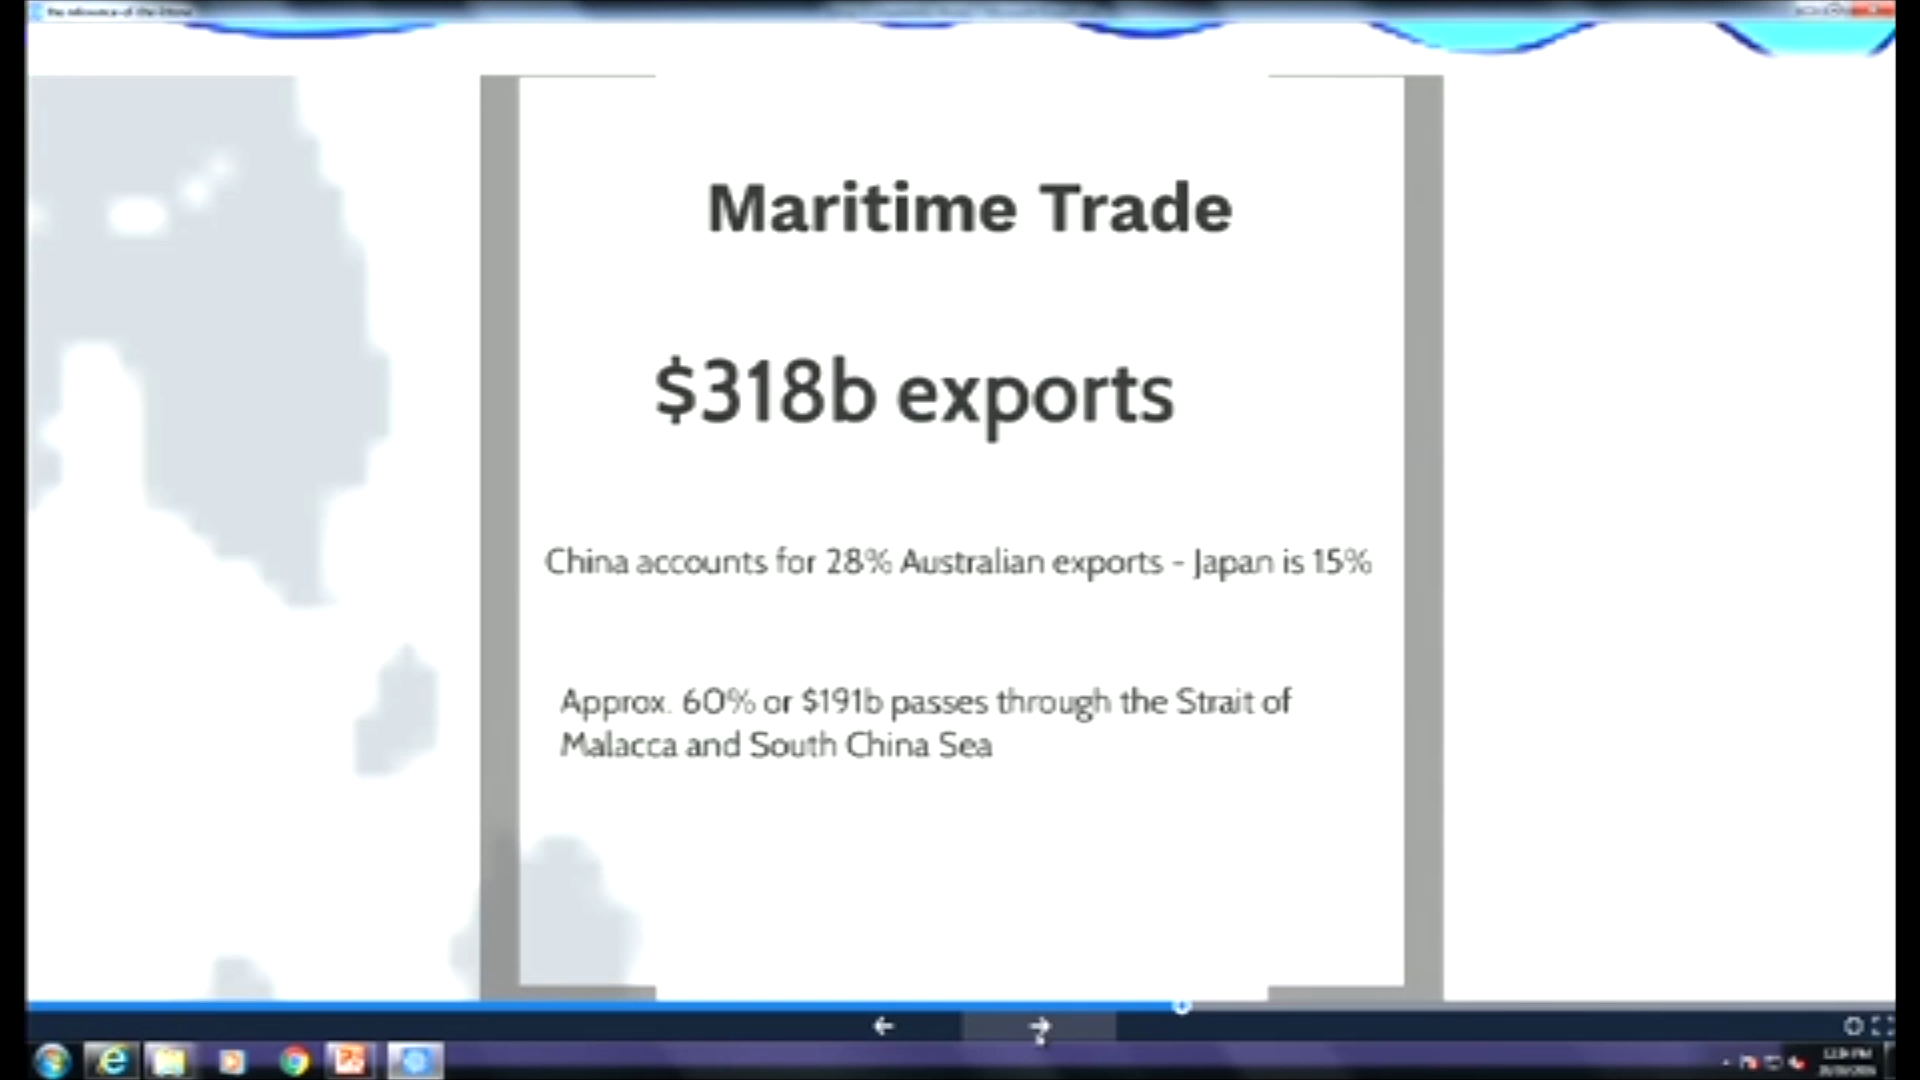 Maritime Trade
$318b exports
China accounts for 28% Australian exports - Japan is 15%
Approx. 60% or $191b passes through the Strait of
Malacca and South China Sea